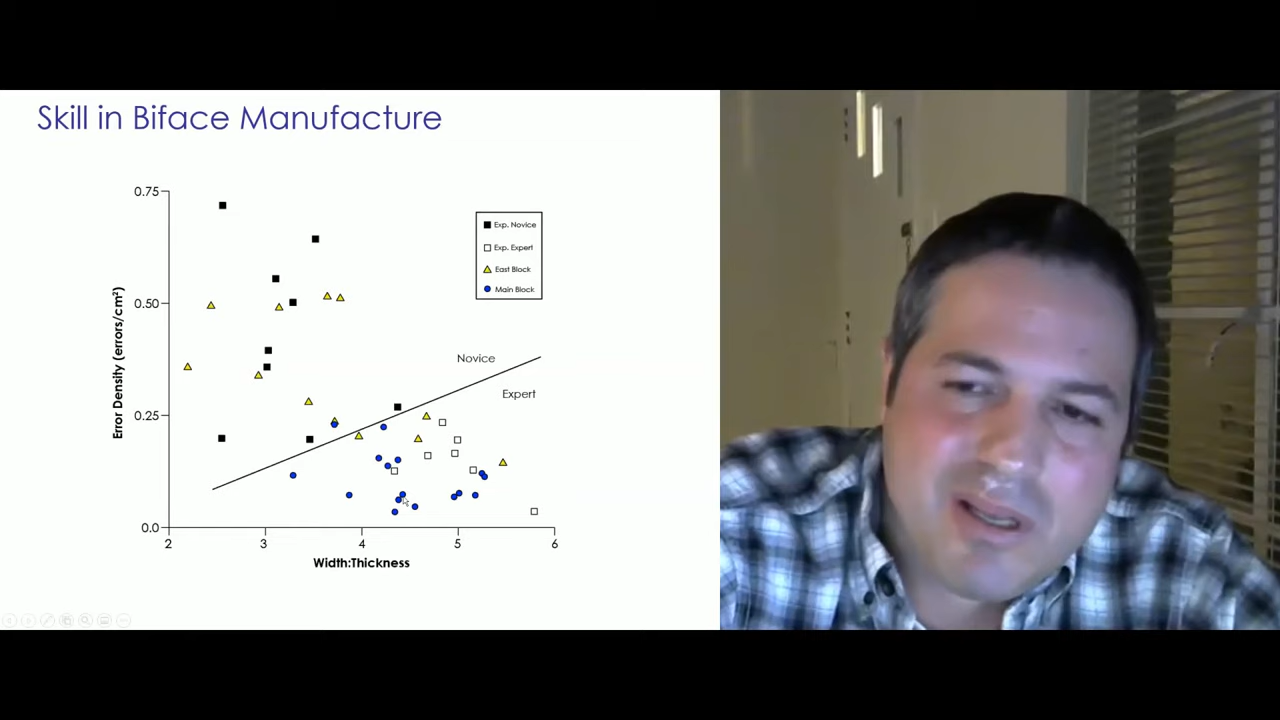 Skill in Biface Manufacture
0.75
0.50
0.25
0.0
Error Density (errors/cm²)
Exp. Novice
Exp. Expert
East Block
Main Block
Novice
Expert
2 3 4 5 6
Width:Thickness